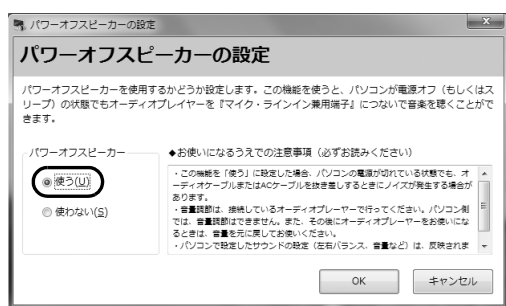 パワーオフスピーカーの設定
パワーオフスピーカーの設定
パワーオフスピーカーを使用するかどうか設定します。この機能を使うと、パソコンが電源オフ（もしくはス
リープ）の状態でもオーディオプレイヤーを『マイク・ラインイン兼用端子』につないで音楽を聴くことがで
きます。
パワーオフスピーカー
使う(U)
使わない(S)
◆お使いになるうえでの注意事項（必ずお読みください）
・この機能を「使う」に設定した場合、パソコンの電源が切れている状態でも、オ
ーディオケーブルまたはACケーブルを抜き差しするときにノイズが発生する場合が
あります。
・音量調節は、接続しているオーディオプレーヤーで行ってください。パソコン側
では、音量調節はできません。また、その後にオーディオプレーヤーをお使いにな
るときは、音量を元に戻してお使いください。
・パソコンで設定したサウンドの設定（左右バランス、音量など）は、反映されま
OK
キャンセル